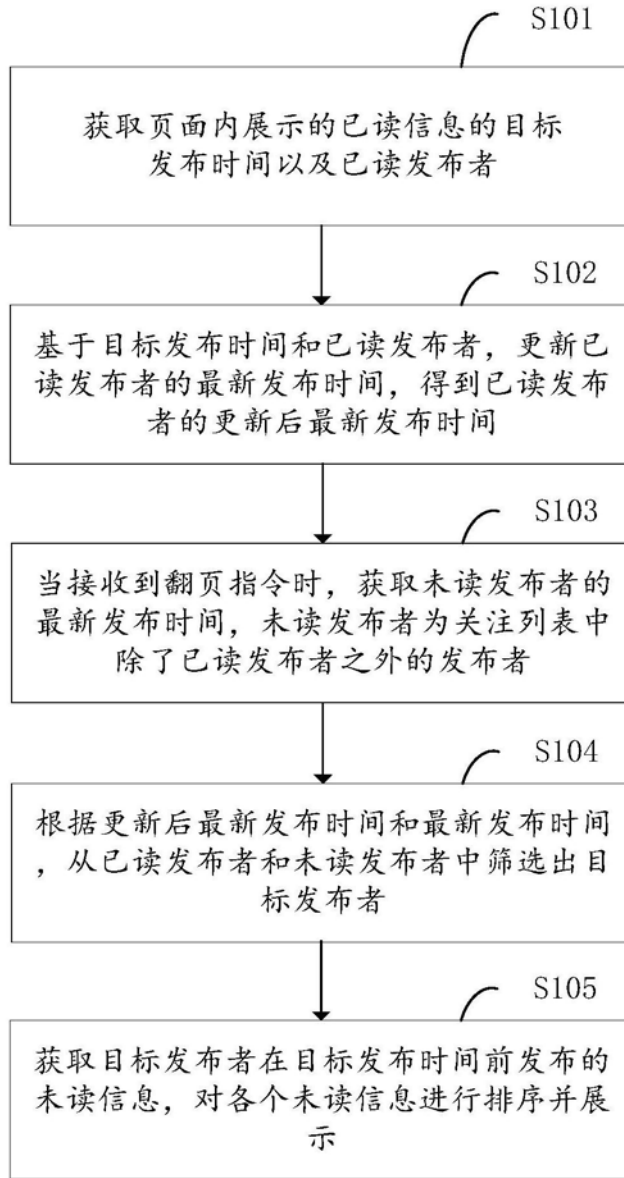 S101
获取页面内展示的已读信息的目标
发布时间以及已读发布者
S102
基于目标发布时间和已读发布者，更新已
读发布者的最新发布时间，得到已读发布
者的更新后最新发布时间
S103
当接收到翻页指令时，获取未读发布者的
最新发布时间，未读发布者为关注列表中
除了已读发布者之外的发布者
S104
根据更新后最新发布时间和最新发布时间
，从已读发布者和未读发布者中筛选出目
标发布者
S105
获取目标发布者在目标发布时间前发布的
未读信息，对各个未读信息进行排序并展
示